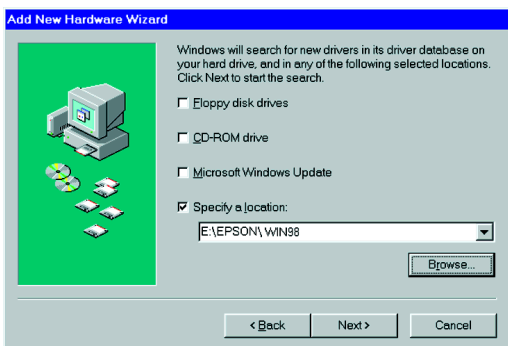 Add New Hardware Wizard
Windows will search for new drivers in its driver database on
your hard drive, and in any of the following selected locations.
Click Next to start the search.
Floppy disk drives
CD-ROM drive
Microsoft Windows Update
Specify a location:
E:\EPSON\ WIN98
Browse...
< Back Next > Cancel